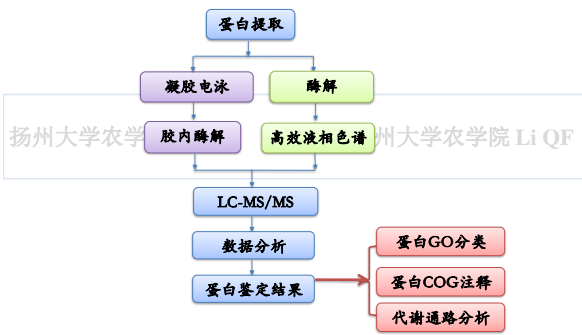 蛋白提取
凝胶电泳
酶解
胶内酶解
高效液相色谱
扬州大学农学
州大学农学院 Li QF
LC-MS/MS
数据分析
蛋白鉴定结果
蛋白GO分类
蛋白COG注释
代谢通路分析